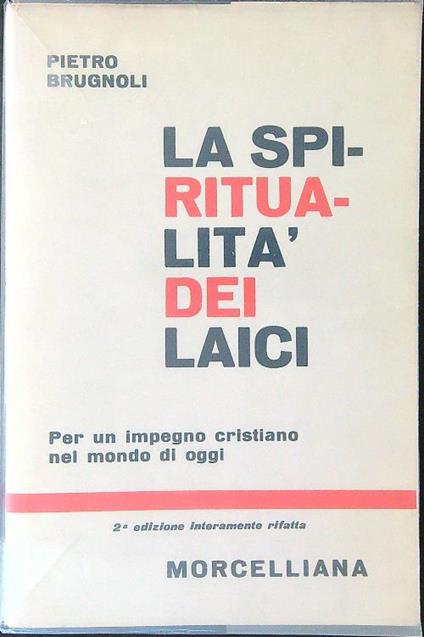 PIETRO
BRUGNOLI
LA SPI-
RITUA-
LITA'
DEI
LAICI
Per un impegno cristiano
nel mondo di oggi
2ª edizione interamente rifatta
MORCELLIANA